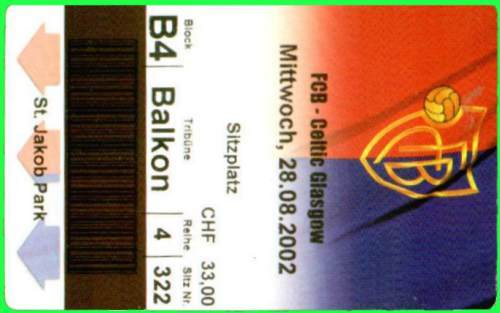 FCB
FCB - Celtic Glasgow
Mittwoch, 28.08.2002
Sitzplatz
CHF 33,00
Block Tribüne Reihe Sitz Nr.
B4 Balkon 4 322
St. Jakob Park